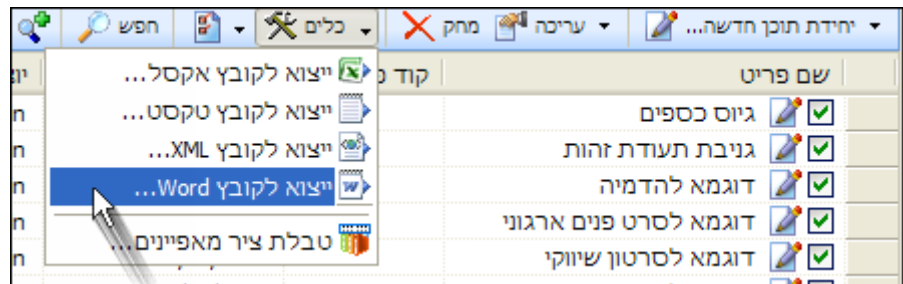 יחידת תוכן חדשה... עריכה מחק כלים חפש
שם פריט קוד
ייצוא לקובץ אקסל...
גיוס כספים
ייצוא לקובץ טקסט...
גניבת תעודת זהות
ייצוא לקובץ XML...
דוגמא להדמיה
ייצוא לקובץ Word...
דוגמא לסרט פנים ארגוני
טבלת ציר מאפיינים...
דוגמא לסרטון שיווקי